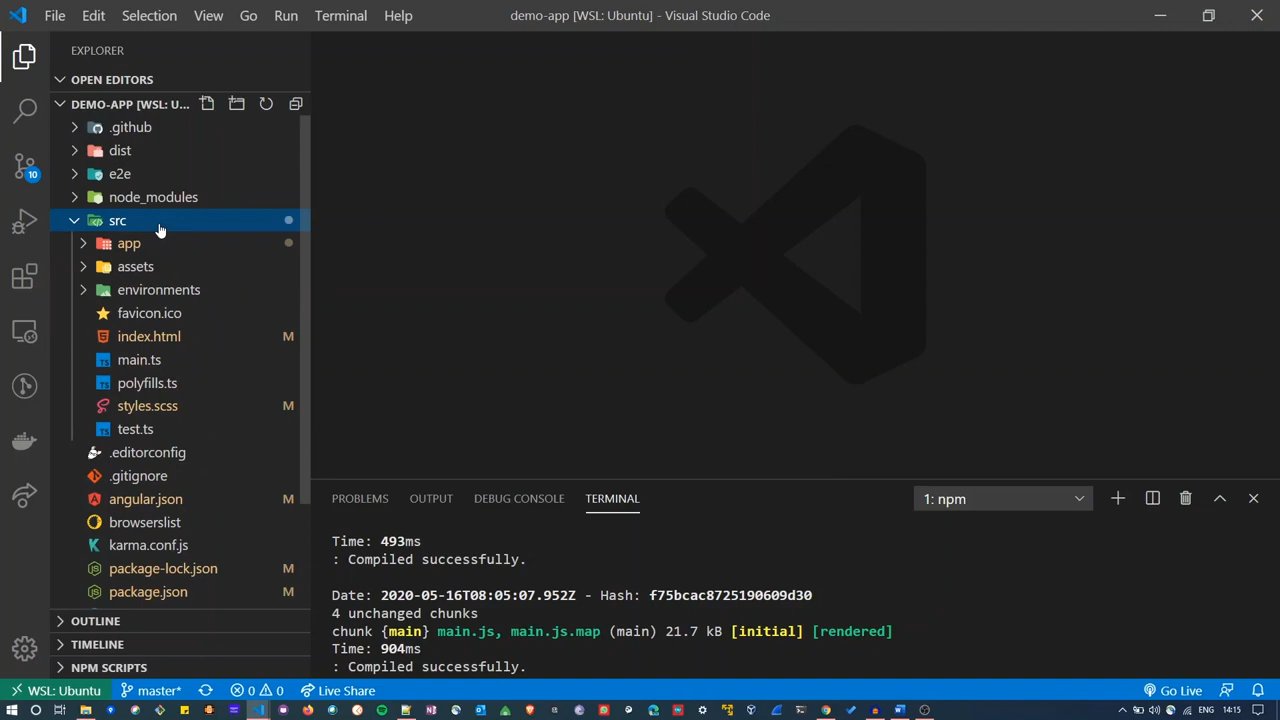 File Edit Selection View Go Run Terminal Help
demo-app [WSL: Ubuntu] - Visual Studio Code
EXPLORER
OPEN EDITORS
DEMO-APP [WSL: U...
.github
dist
e2e
node_modules
src
app
assets
environments
favicon.ico
index.html M
main.ts
polyfills.ts
styles.scss M
test.ts
.editorconfig
.gitignore
angular.json M
browserslist
karma.conf.js
package-lock.json M
package.json M
OUTLINE
TIMELINE
NPM SCRIPTS
10
PROBLEMS OUTPUT DEBUG CONSOLE TERMINAL
1: npm
Time: 493ms
: Compiled successfully.
Date: 2020-05-16T08:05:07.952Z - Hash: f75bcac8725190609d30
4 unchanged chunks
chunk {main} main.js, main.js.map (main) 21.7 kB [initial] [rendered]
Time: 904ms
: Compiled successfully.
WSL: Ubuntu master* 0 0 Live Share Go Live
ENG 14:15